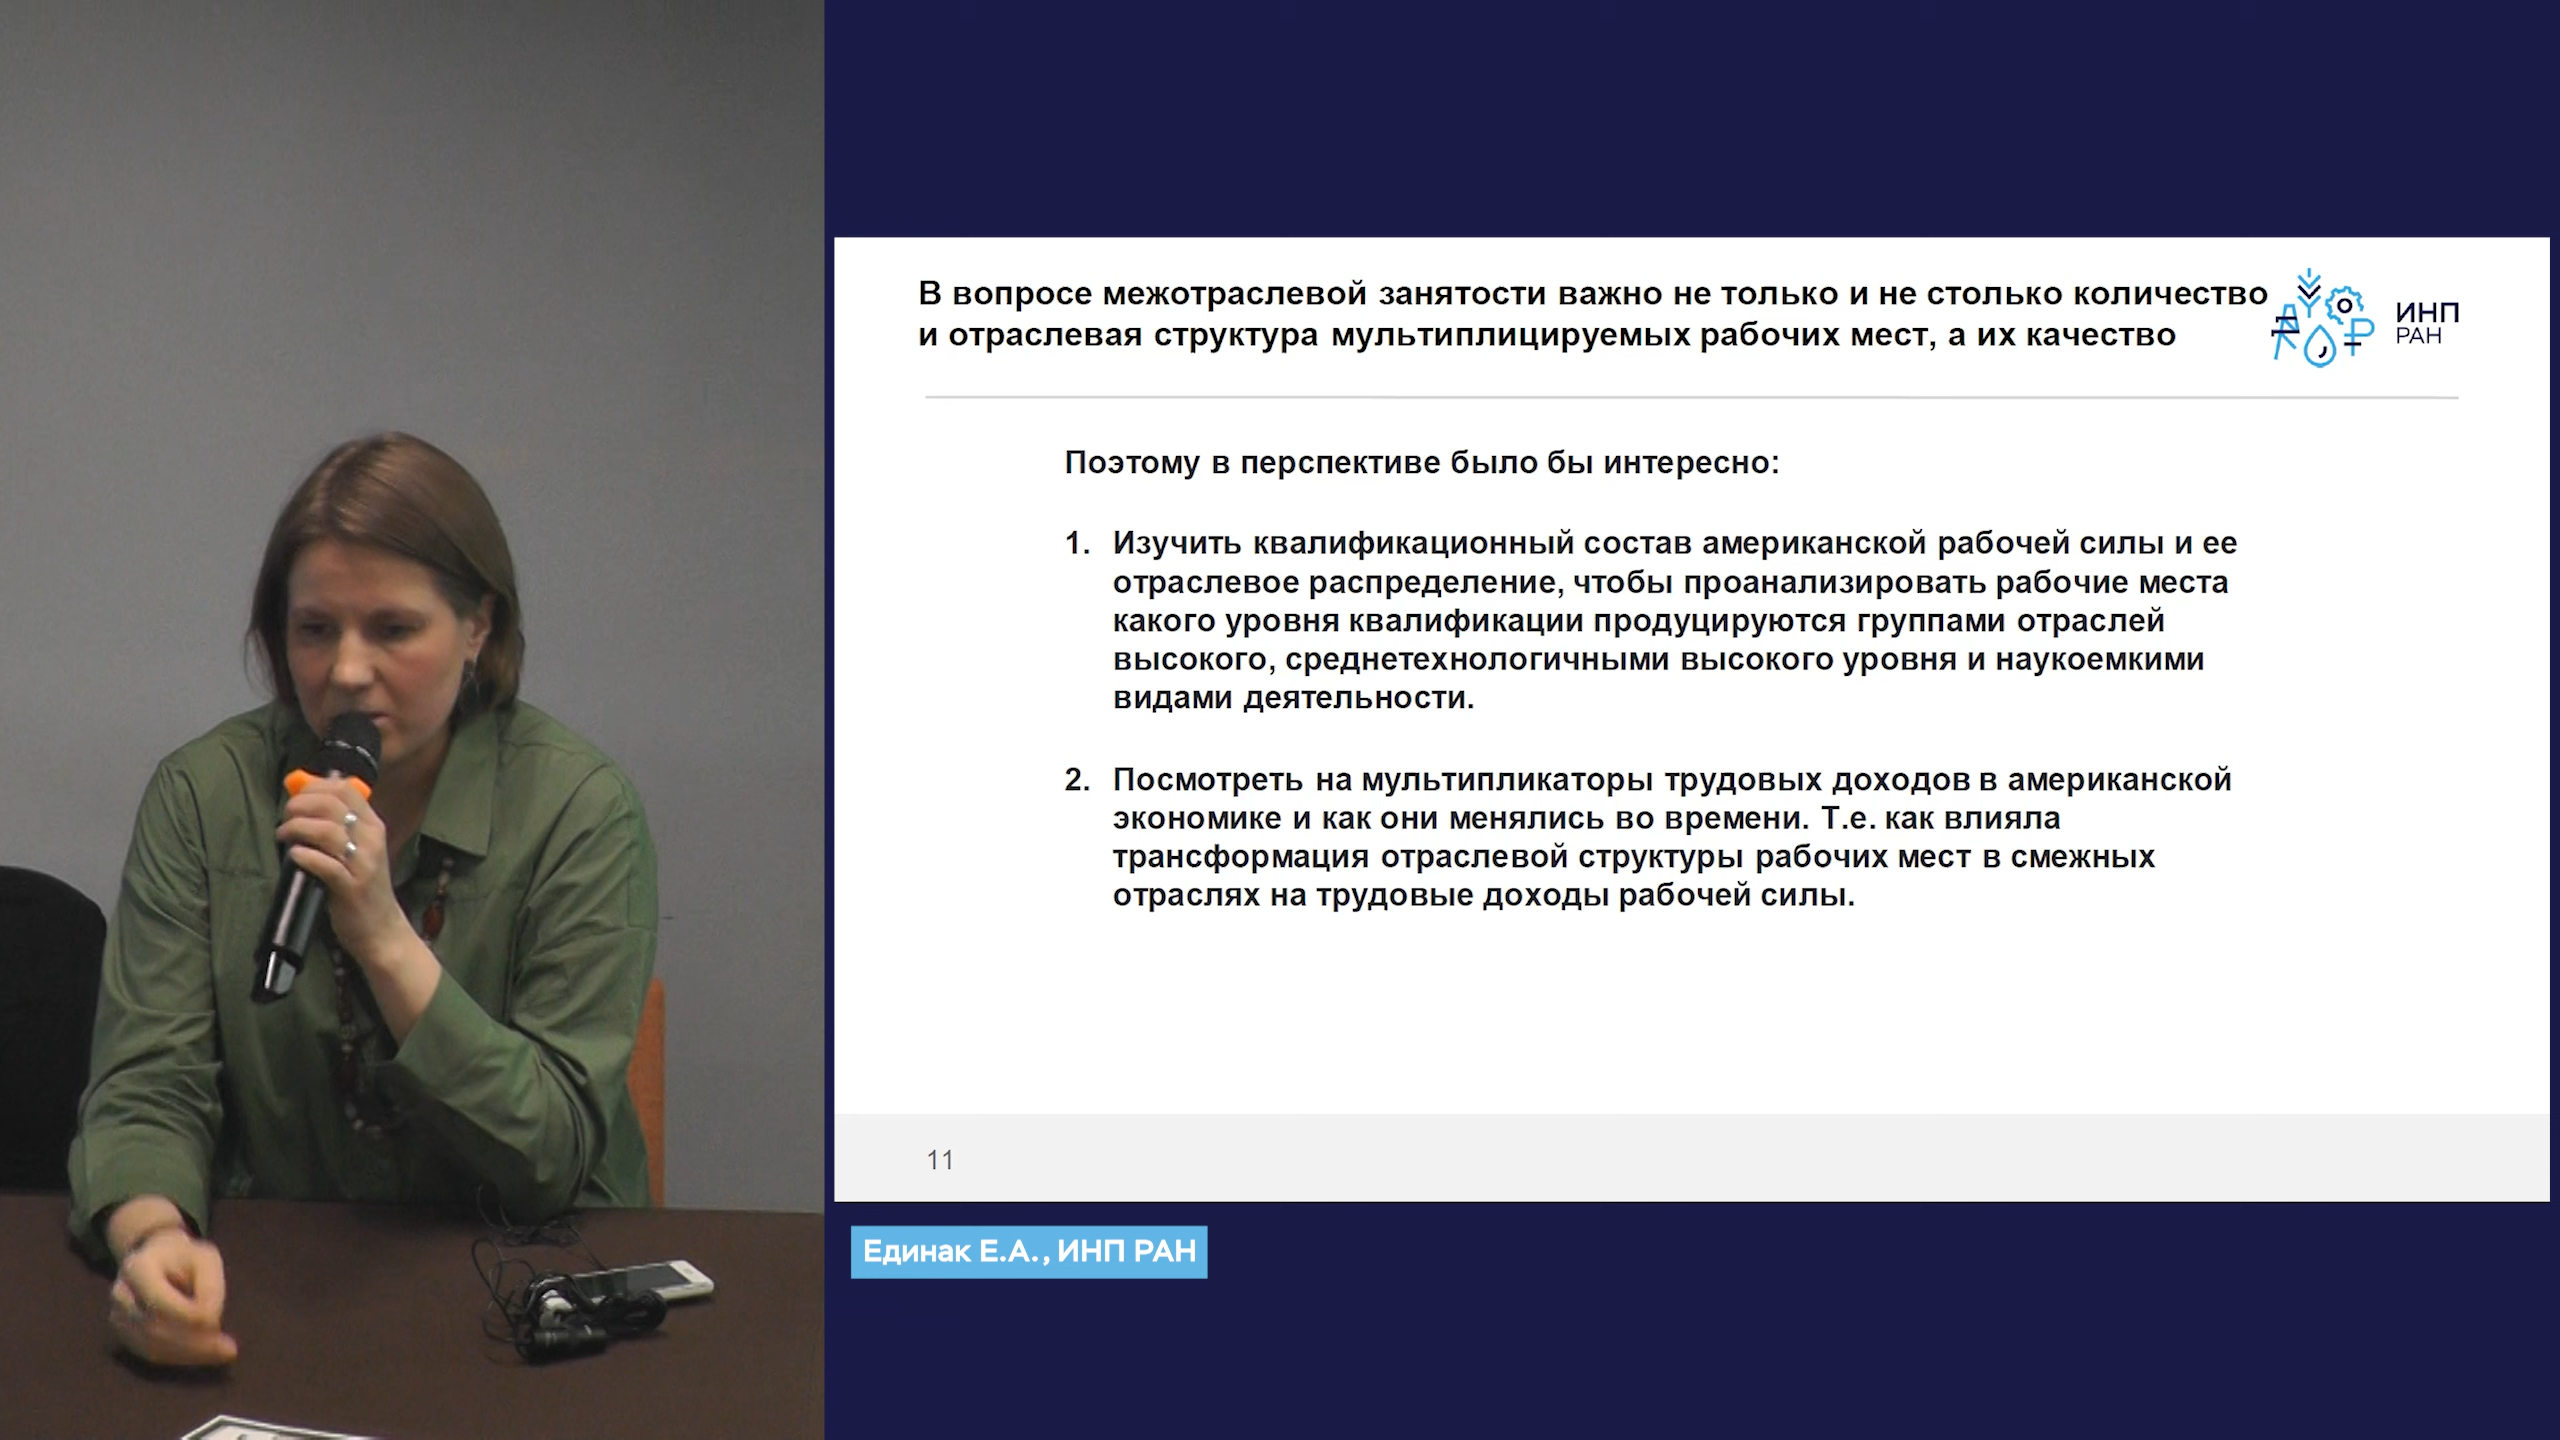 В вопросе межотраслевой занятости важно не только и не столько количество
и отраслевая структура мультиплицируемых рабочих мест, а их качество
ИНП
РАН
Поэтому в перспективе было бы интересно:
1. Изучить квалификационный состав американской рабочей силы и ее
отраслевое распределение, чтобы проанализировать рабочие места
какого уровня квалификации продуцируются группами отраслей
высокого, среднетехнологичными высокого уровня и наукоемкими
видами деятельности.
2. Посмотреть на мультипликаторы трудовых доходов в американской
экономике и как они менялись во времени. Т.е. как влияла
трансформация отраслевой структуры рабочих мест в смежных
отраслях на трудовые доходы рабочей силы.
11
Единак Е.А., ИНП РАН